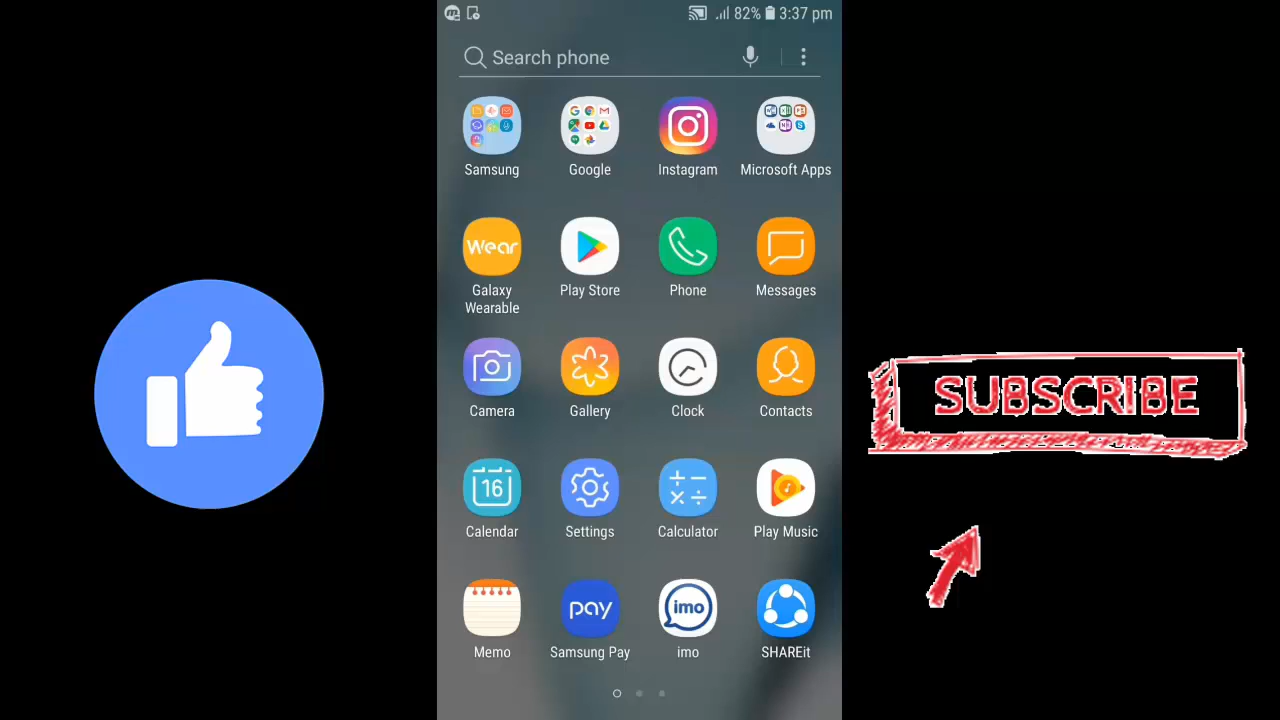 82% 3:37 pm
Search phone
Samsung Google Instagram Microsoft Apps
Wear
Galaxy Wearable Play Store Phone Messages
Camera Gallery Clock Contacts
SUBSCRIBE
16
Calendar Settings Calculator Play Music
pay imo
Memo Samsung Pay imo SHAREit